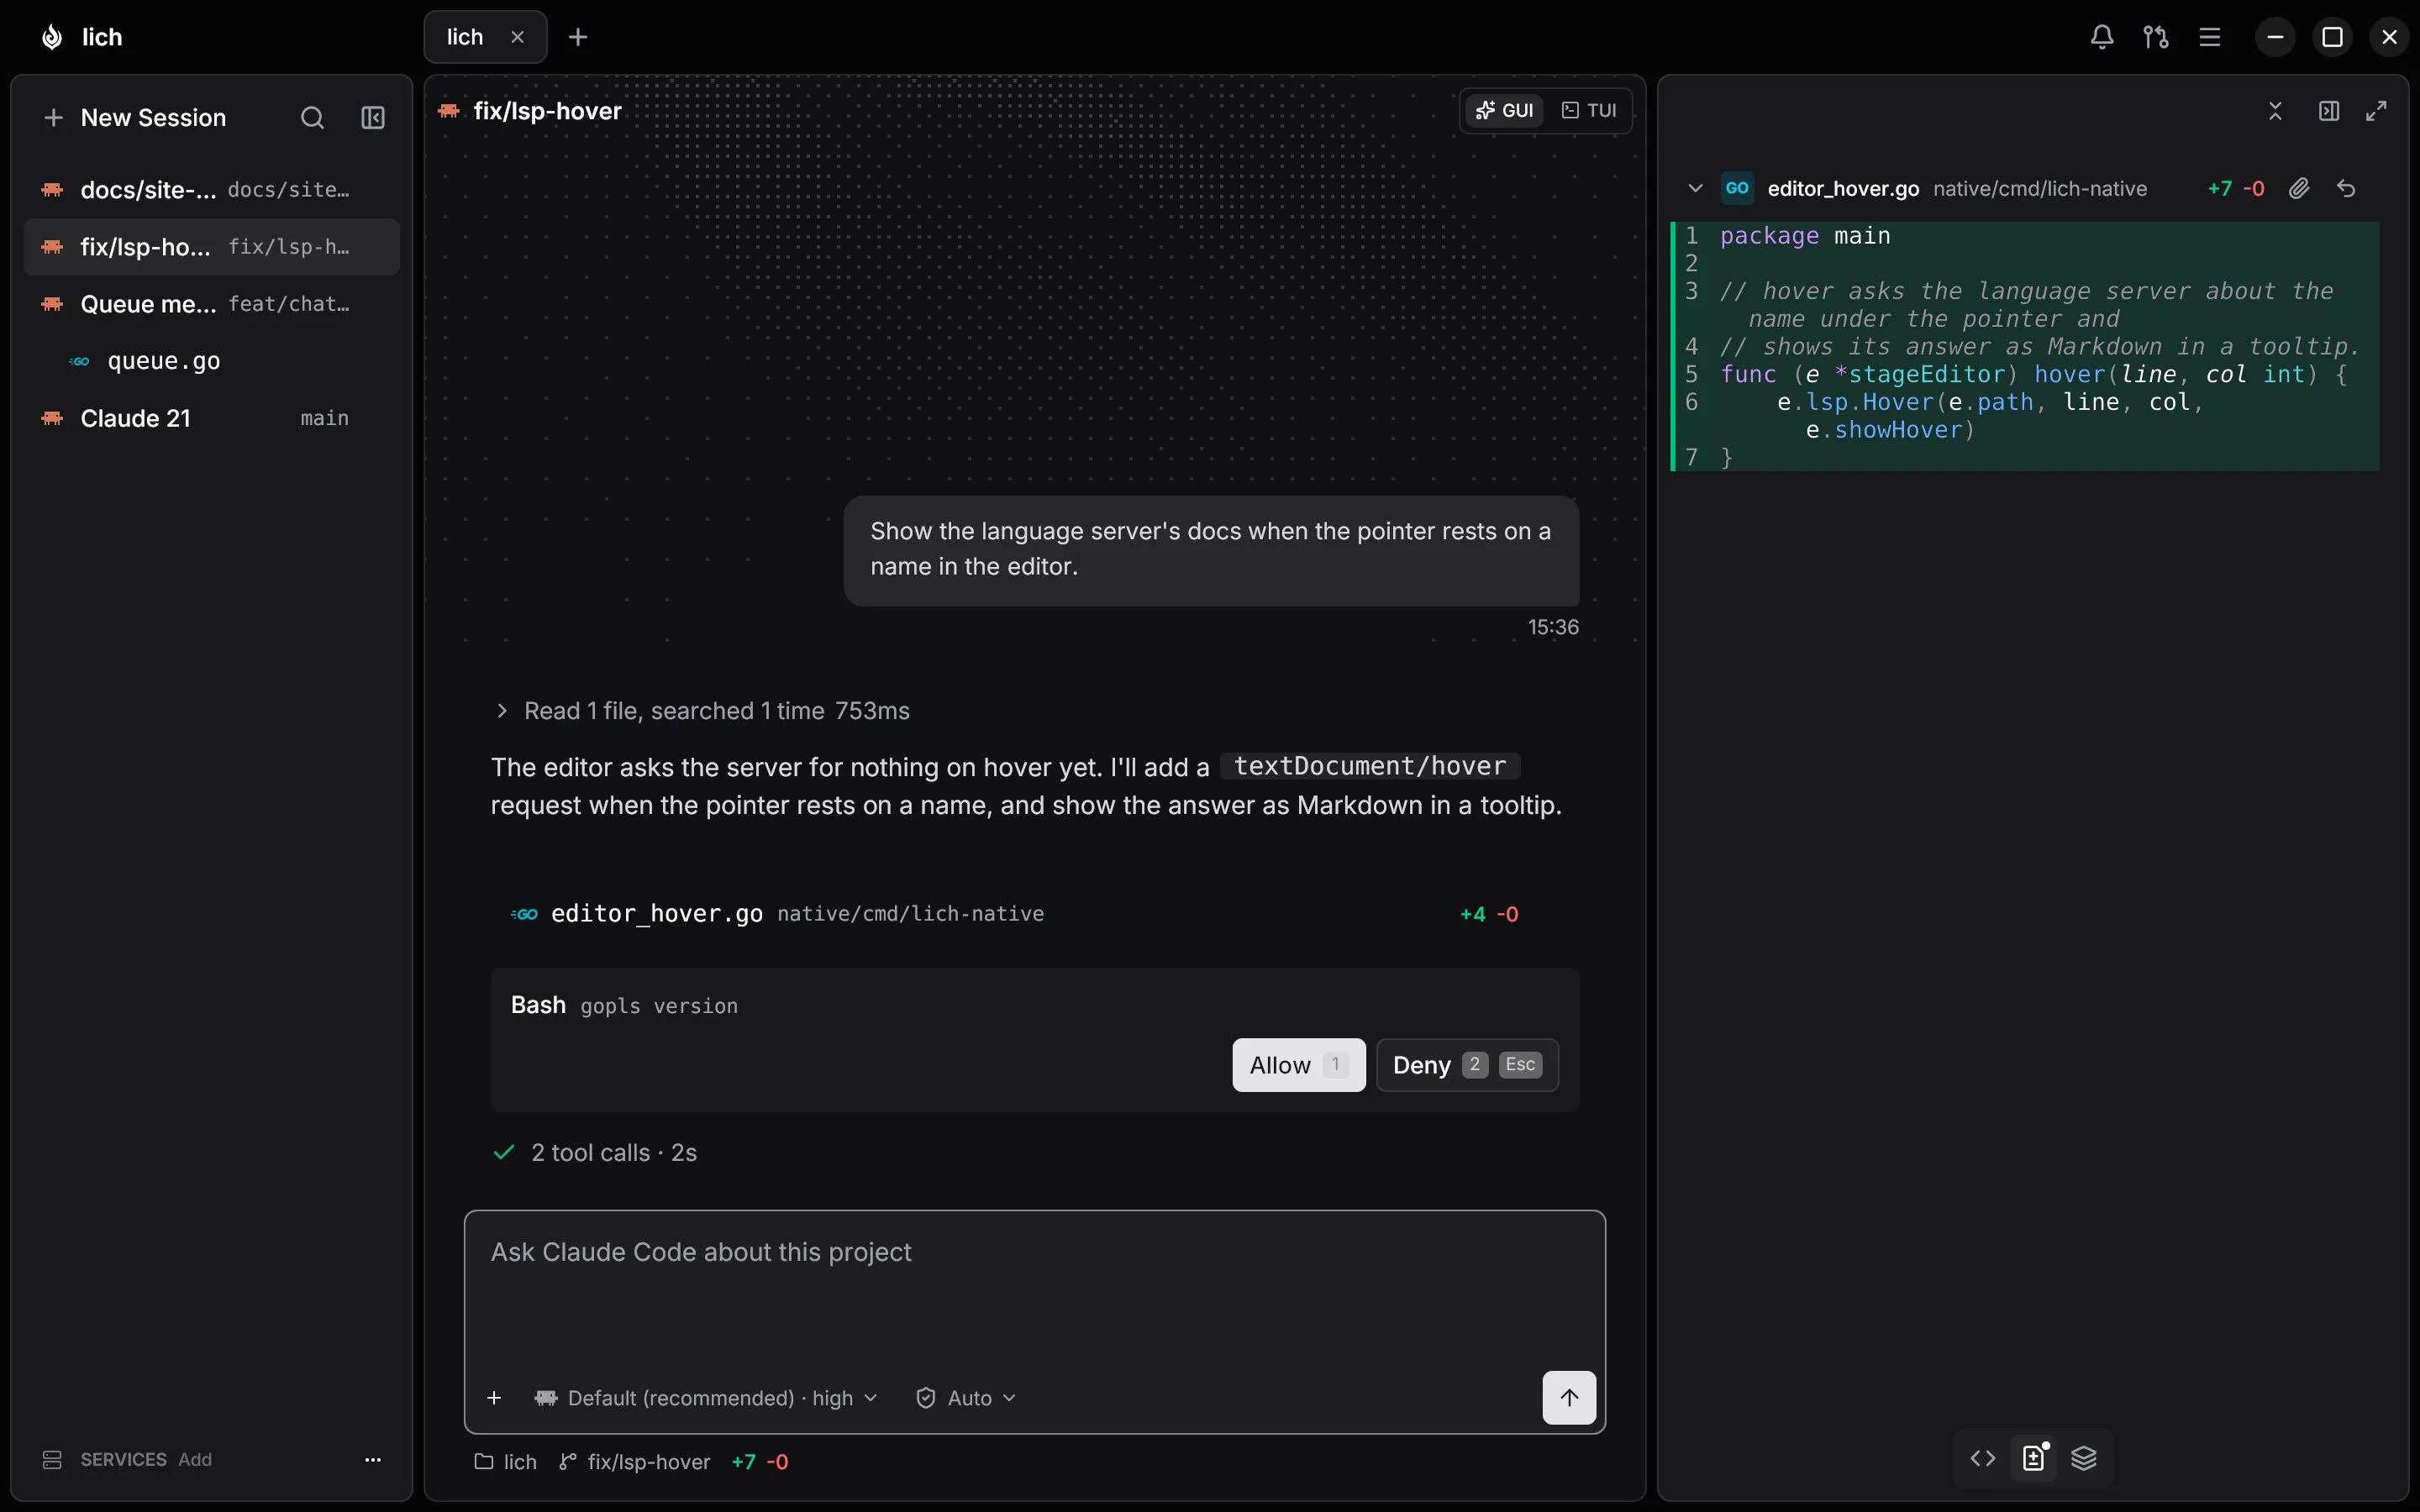 lich
lich
New Session
docs/site-... docs/site…
fix/lsp-ho... fix/lsp-h…
Queue me... feat/chat…
GO queue.go
Claude 21 main
SERVICES Add
fix/lsp-hover
GUI TUI
Show the language server's docs when the pointer rests on a
name in the editor.
15:36
Read 1 file, searched 1 time 753ms
The editor asks the server for nothing on hover yet. I'll add a textDocument/hover
request when the pointer rests on a name, and show the answer as Markdown in a tooltip.
GO editor_hover.go native/cmd/lich-native +4 -0
Bash gopls version
Allow 1 Deny 2 Esc
2 tool calls · 2s
Ask Claude Code about this project
Default (recommended) · high Auto
lich fix/lsp-hover +7 -0
GO editor_hover.go native/cmd/lich-native +7 -0
1 package main
2
3 // hover asks the language server about the
name under the pointer and
4 // shows its answer as Markdown in a tooltip.
5 func (e *stageEditor) hover(line, col int) {
6 e.lsp.Hover(e.path, line, col,
e.showHover)
7 }